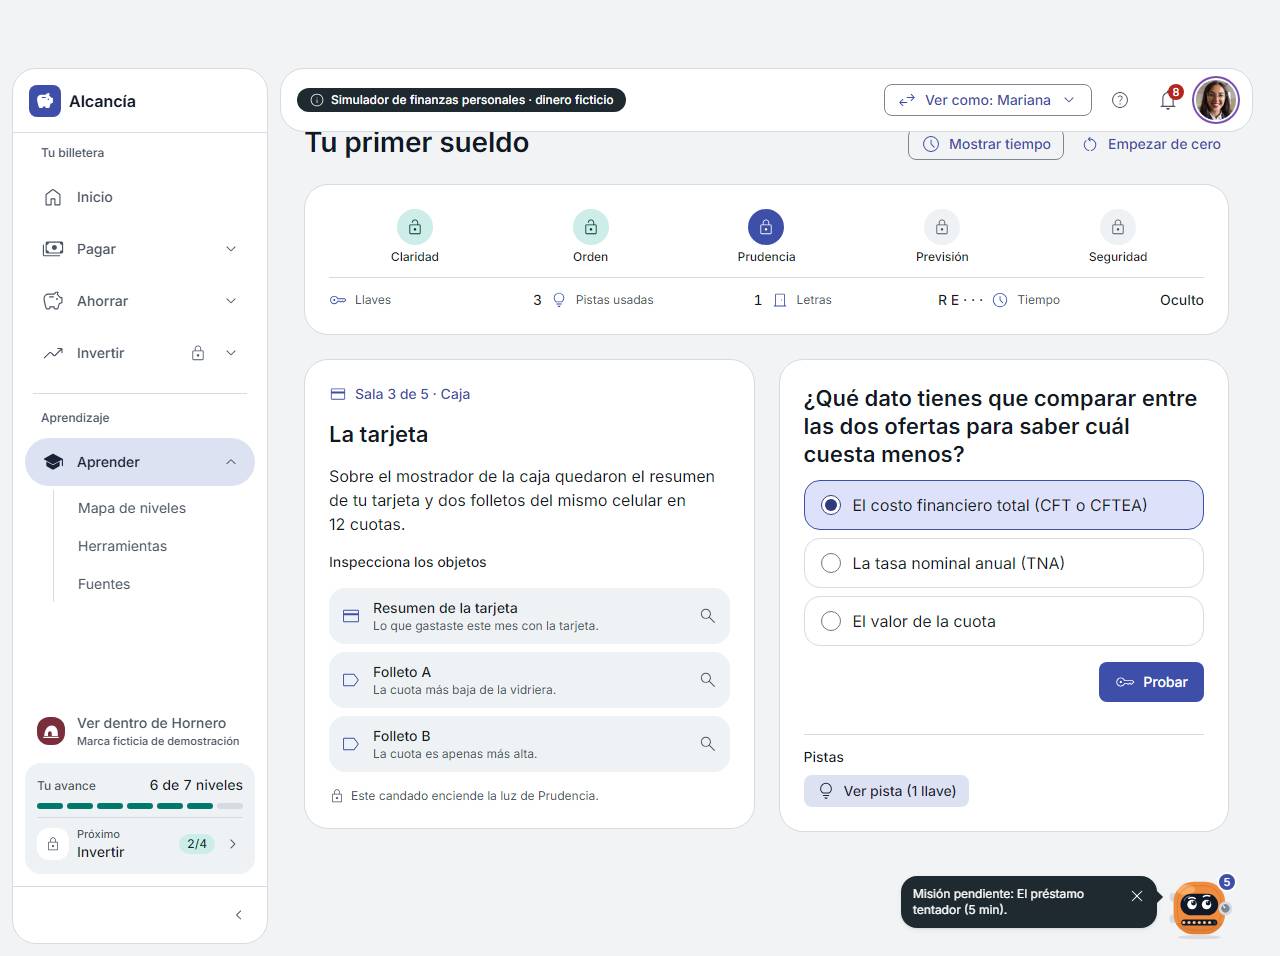 Alcancía
Simulador de finanzas personales · dinero ficticio
Ver como: Mariana
8
Tu billetera
Inicio
Pagar
Ahorrar
Invertir
Aprendizaje
Aprender
Mapa de niveles
Herramientas
Fuentes
Ver dentro de Hornero
Marca ficticia de demostración
Tu avance
6 de 7 niveles
Próximo
Invertir
2/4
Tu primer sueldo
Mostrar tiempo
Empezar de cero
Claridad
Orden
Prudencia
Previsión
Seguridad
Llaves
3
Pistas usadas
1
Letras
R E · · ·
Tiempo
Oculto
Sala 3 de 5 · Caja
La tarjeta
Sobre el mostrador de la caja quedaron el resumen
de tu tarjeta y dos folletos del mismo celular en
12 cuotas.
Inspecciona los objetos
Resumen de la tarjeta
Lo que gastaste este mes con la tarjeta.
Folleto A
La cuota más baja de la vidriera.
Folleto B
La cuota es apenas más alta.
Este candado enciende la luz de Prudencia.
¿Qué dato tienes que comparar entre
las dos ofertas para saber cuál
cuesta menos?
El costo financiero total (CFT o CFTEA)
La tasa nominal anual (TNA)
El valor de la cuota
Probar
Pistas
Ver pista (1 llave)
Misión pendiente: El préstamo
tentador (5 min).
5